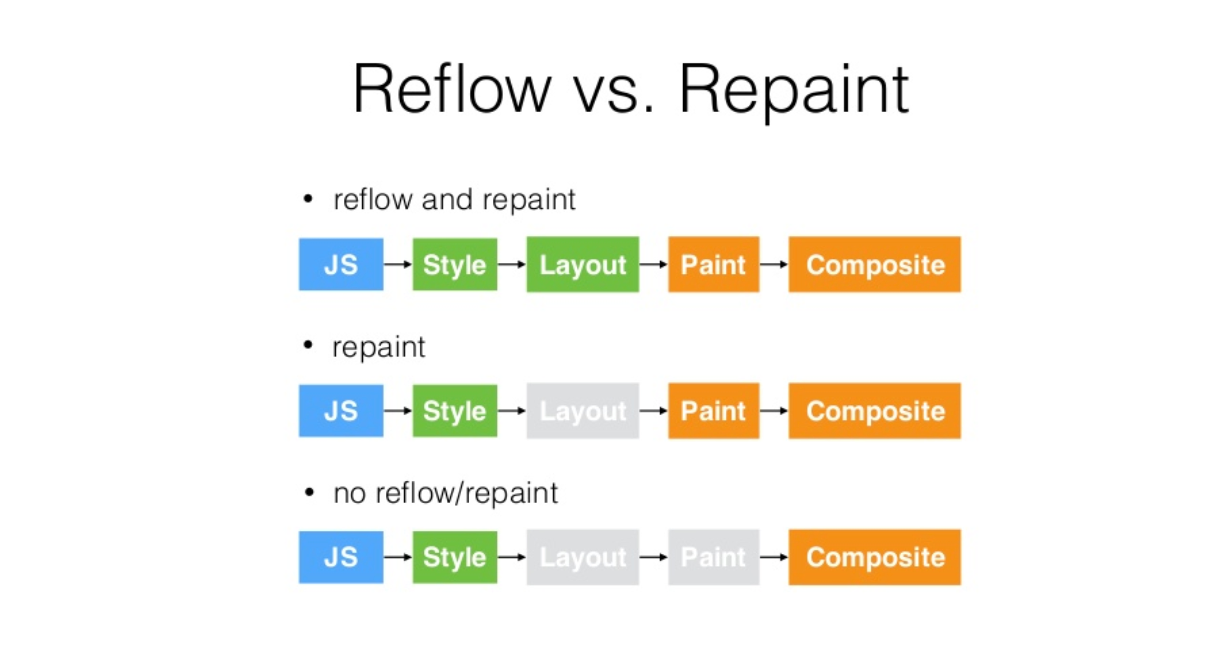 Reflow vs. Repaint
• reflow and repaint
JS Style Layout Paint Composite
• repaint
JS Style Layout Paint Composite
• no reflow/repaint
JS Style Layout Paint Composite